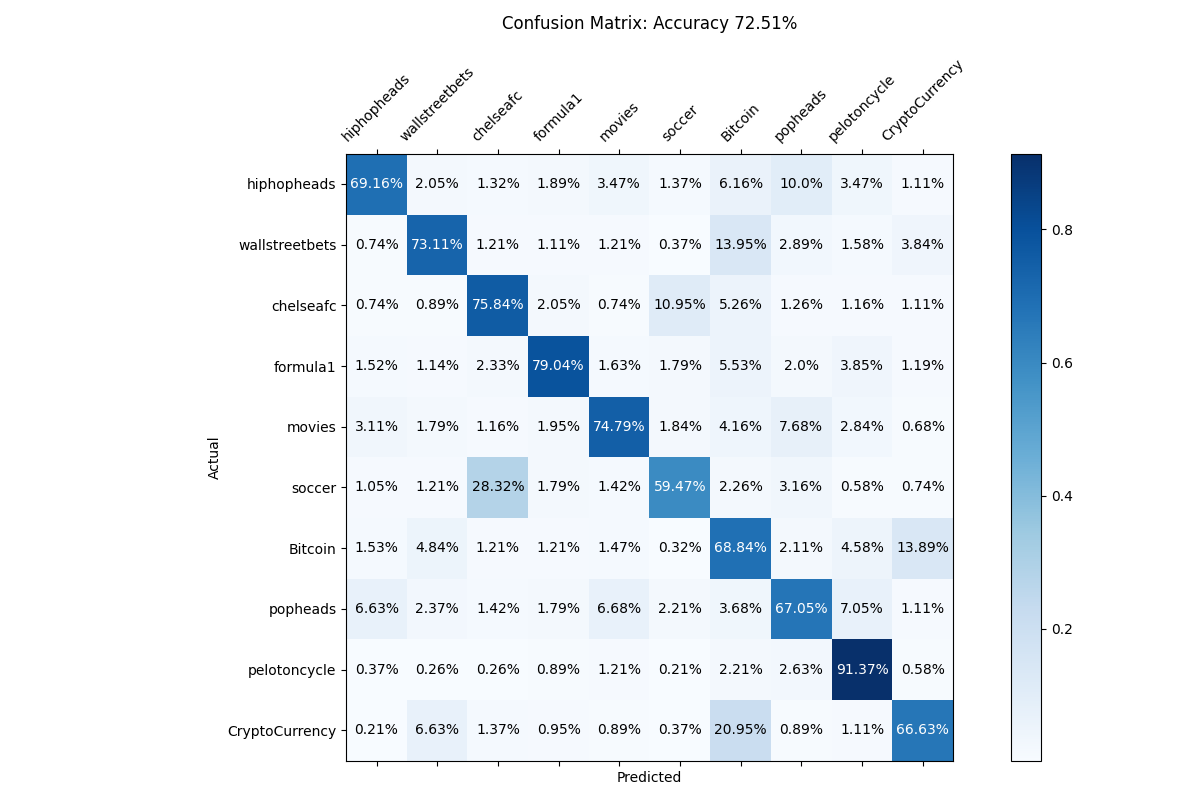 Confusion Matrix: Accuracy 72.51%
hiphopheads wallstreetbets chelseafc formula1 movies soccer Bitcoin popheads pelotoncycle CryptoCurrency
hiphopheads 69.16% 2.05% 1.32% 1.89% 3.47% 1.37% 6.16% 10.0% 3.47% 1.11%
wallstreetbets 0.74% 73.11% 1.21% 1.11% 1.21% 0.37% 13.95% 2.89% 1.58% 3.84%
0.8
chelseafc 0.74% 0.89% 75.84% 2.05% 0.74% 10.95% 5.26% 1.26% 1.16% 1.11%
formula1 1.52% 1.14% 2.33% 79.04% 1.63% 1.79% 5.53% 2.0% 3.85% 1.19%
0.6
movies 3.11% 1.79% 1.16% 1.95% 74.79% 1.84% 4.16% 7.68% 2.84% 0.68%
Actual
soccer 1.05% 1.21% 28.32% 1.79% 1.42% 59.47% 2.26% 3.16% 0.58% 0.74%
0.4
Bitcoin 1.53% 4.84% 1.21% 1.21% 1.47% 0.32% 68.84% 2.11% 4.58% 13.89%
popheads 6.63% 2.37% 1.42% 1.79% 6.68% 2.21% 3.68% 67.05% 7.05% 1.11%
0.2
pelotoncycle 0.37% 0.26% 0.26% 0.89% 1.21% 0.21% 2.21% 2.63% 91.37% 0.58%
CryptoCurrency 0.21% 6.63% 1.37% 0.95% 0.89% 0.37% 20.95% 0.89% 1.11% 66.63%
Predicted